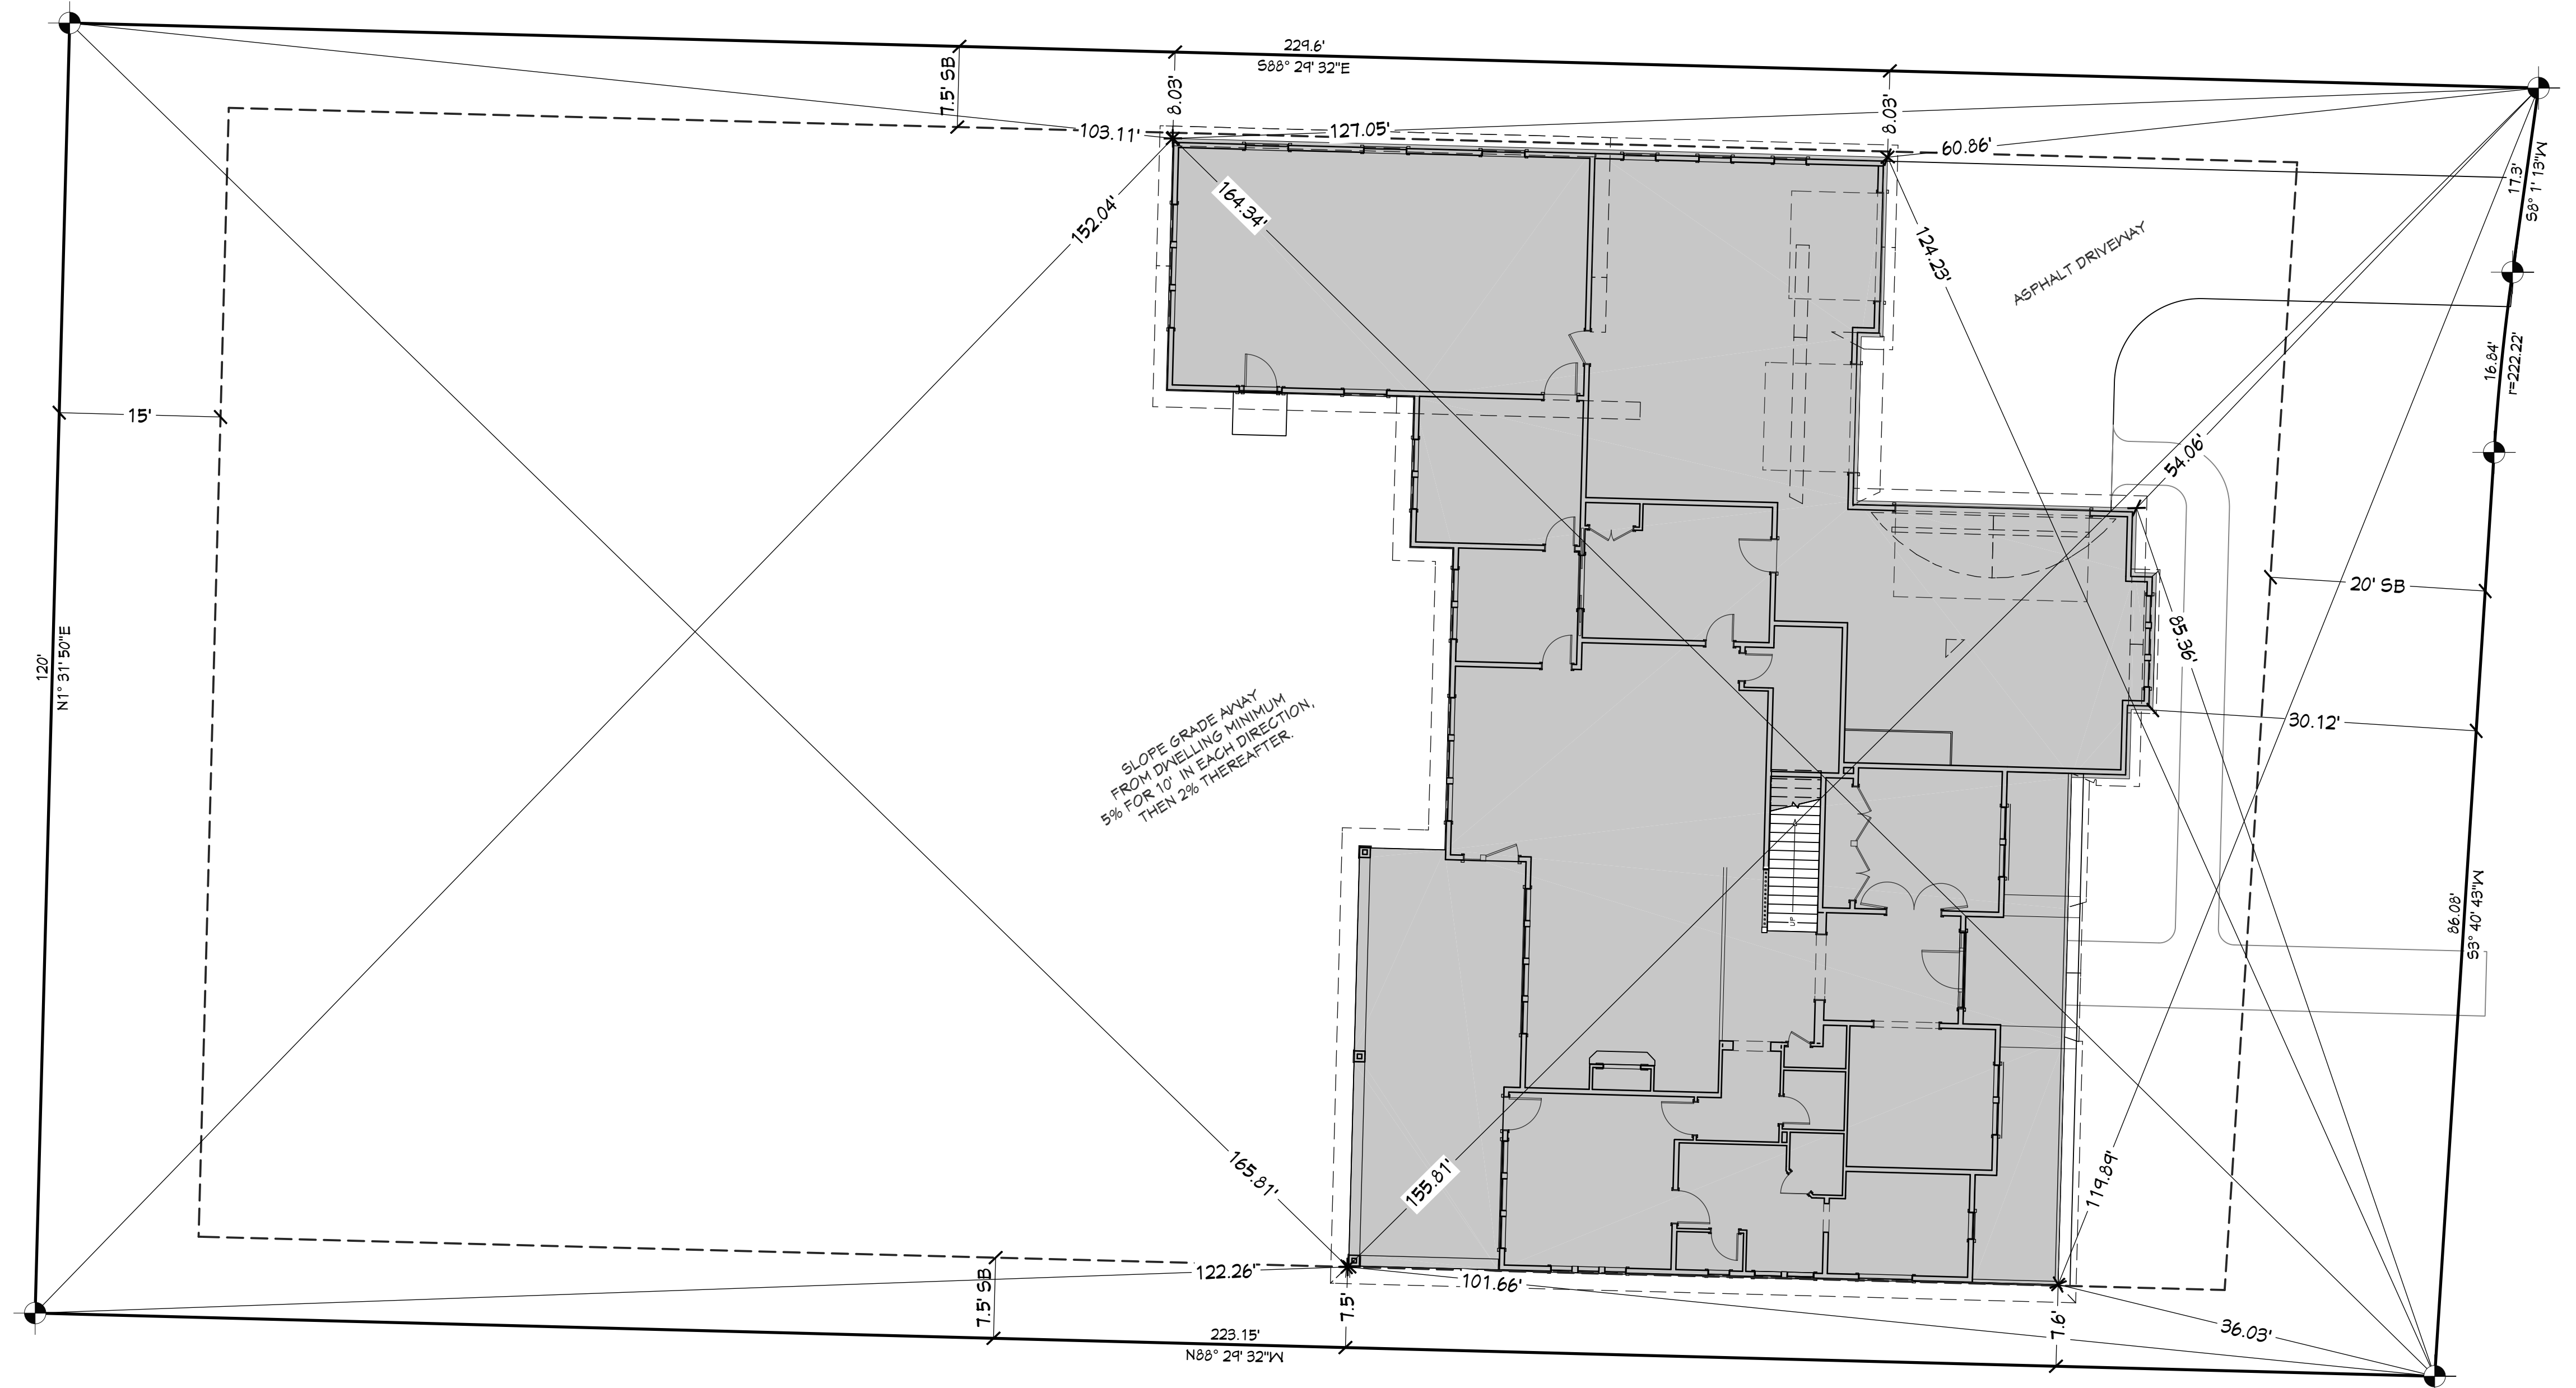 229.6'
S88° 29' 32"E
7.5' SB
8.03'
8.03'
103.11'
127.05'
60.86'
17.3'
S8° 1' 13"W
152.04'
164.34'
124.23'
ASPHALT DRIVEWAY
16.84'
r=222.22'
15'
54.06'
20' SB
120'
N1° 31' 50"E
85.36'
30.12'
SLOPE GRADE AWAY
FROM DWELLING MINIMUM
5% FOR 10' IN EACH DIRECTION,
THEN 2% THEREAFTER.
UP
86.08'
S3° 40' 43"W
165.81'
155.81'
119.89'
122.26'
101.66'
7.5' SB
7.5'
7.6'
36.03'
223.15'
N88° 29' 32"W